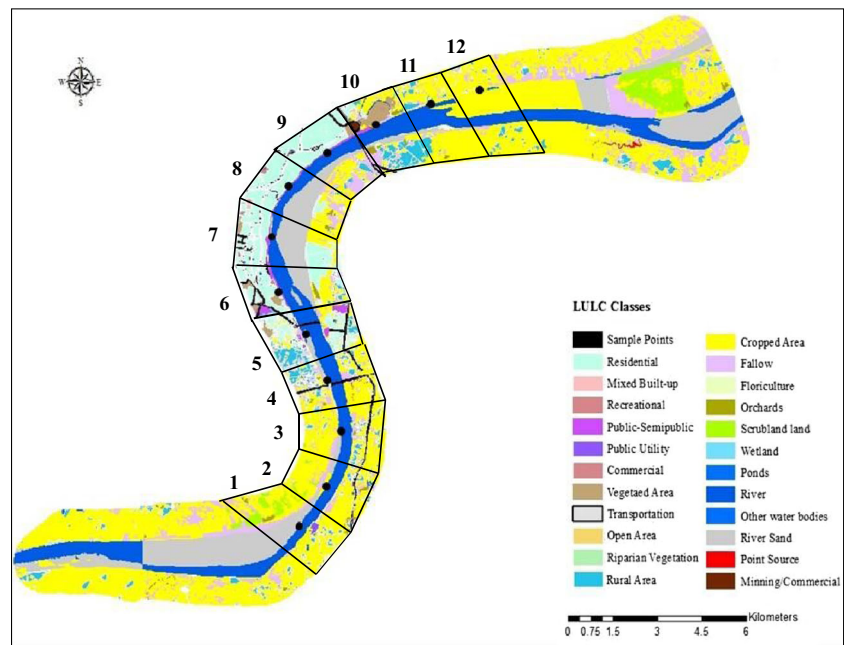 N
W E
S
12
11
10
9
8
7
6
5
4
3
2
1
LULC Classes
Sample Points
Residential
Mixed Built-up
Recreational
Public-Semipublic
Public Utility
Commercial
Vegetaed Area
Transportation
Open Area
Riparian Vegetation
Rural Area
Cropped Area
Fallow
Floriculture
Orchards
Scrubland land
Wetland
Ponds
River
Other water bodies
River Sand
Point Source
Minning/Commercial
Kilometers
0 0.75 1.5 3 4.5 6